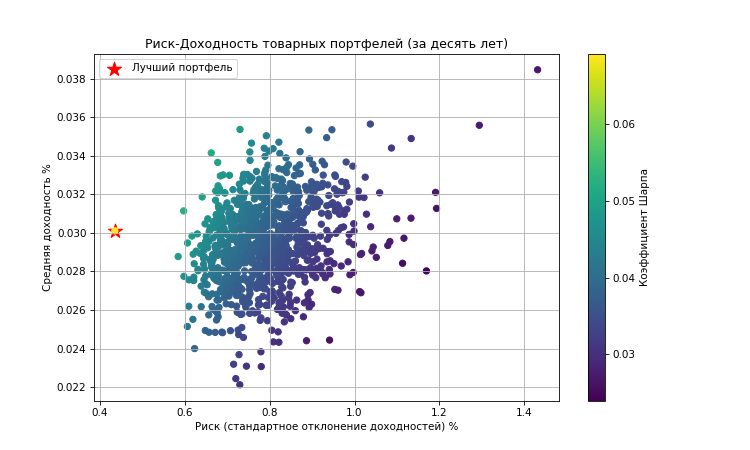 Риск-Доходность товарных портфелей (за десять лет)
Лучший портфель
Средняя доходность %
0.038
0.036
0.034
0.032
0.030
0.028
0.026
0.024
0.022
0.4 0.6 0.8 1.0 1.2 1.4
Риск (стандартное отклонение доходностей) %
0.06
0.05
0.04
0.03
Коэффициент Шарпа